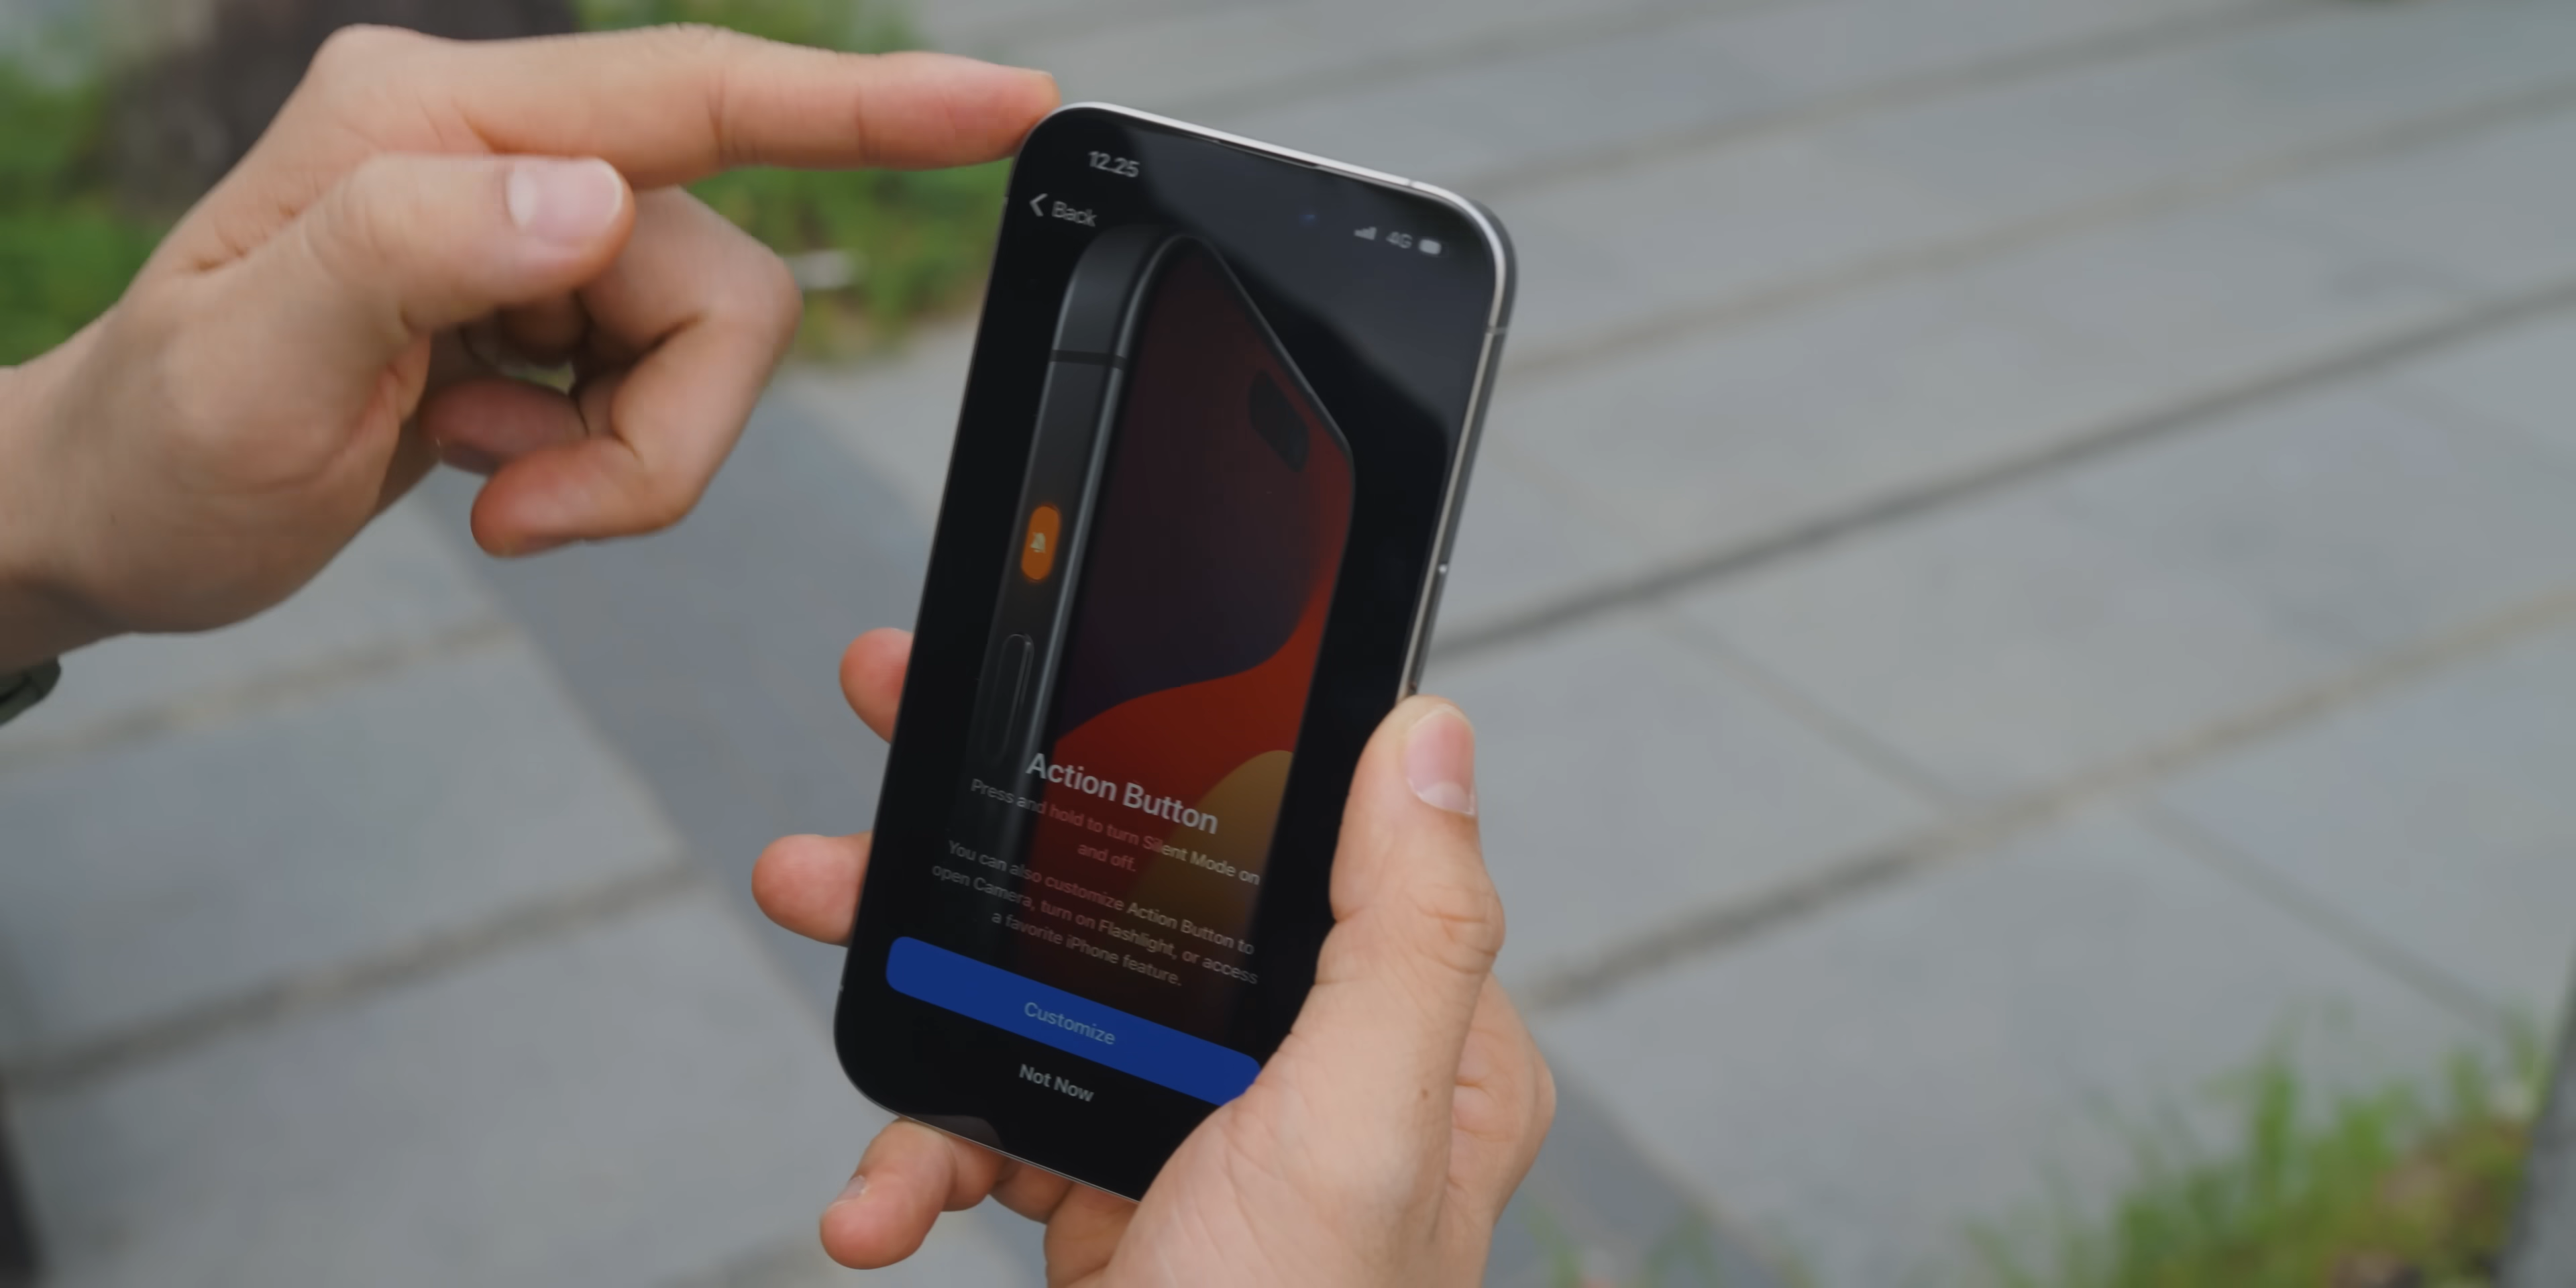 12.25
Back
4G
Action Button
Press and hold to turn Silent Mode on
and off.
You can also customize Action Button to
open Camera, turn on Flashlight, or access
a favorite iPhone feature.
Customize
Not Now